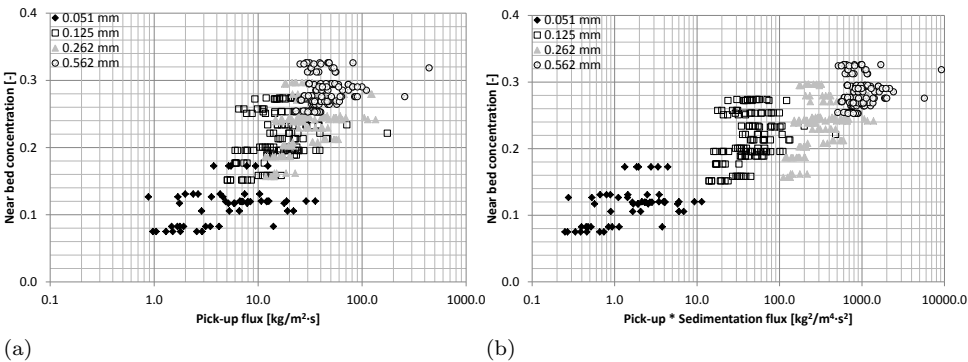 0.4
0.3
0.2
0.1
0.0
Near bed concentration [-]
0.051 mm
0.125 mm
0.262 mm
0.562 mm
0.1
1.0
10.0
100.0
1000.0
Pick-up flux [kg/m²·s]
(a)
0.4
0.3
0.2
0.1
0.0
Near bed concentration [-]
0.051 mm
0.125 mm
0.262 mm
0.562 mm
0.1
1.0
10.0
100.0
1000.0
10000.0
Pick-up * Sedimentation flux [kg²/m⁴·s²]
(b)